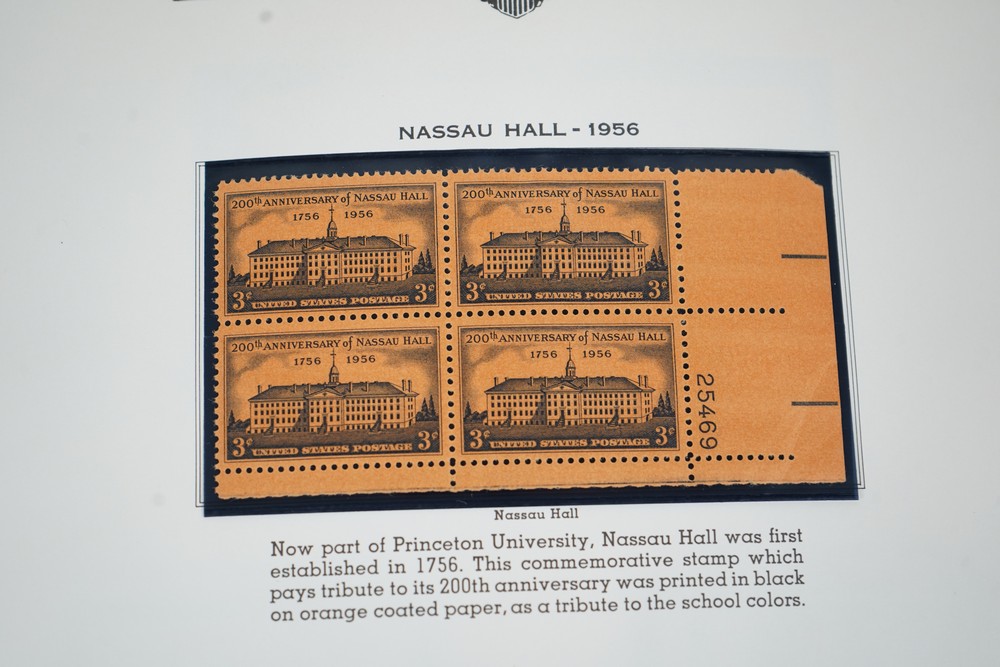 NASSAU HALL - 1956
200th ANNIVERSARY of NASSAU HALL
1756 1956
3¢ UNITED STATES POSTAGE 3¢
200th ANNIVERSARY of NASSAU HALL
1756 1956
3¢ UNITED STATES POSTAGE 3¢
200th ANNIVERSARY of NASSAU HALL
1756 1956
3¢ UNITED STATES POSTAGE 3¢
200th ANNIVERSARY of NASSAU HALL
1756 1956
3¢ UNITED STATES POSTAGE 3¢
25469
Nassau Hall
Now part of Princeton University, Nassau Hall was first
established in 1756. This commemorative stamp which
pays tribute to its 200th anniversary was printed in black
on orange coated paper, as a tribute to the school colors.